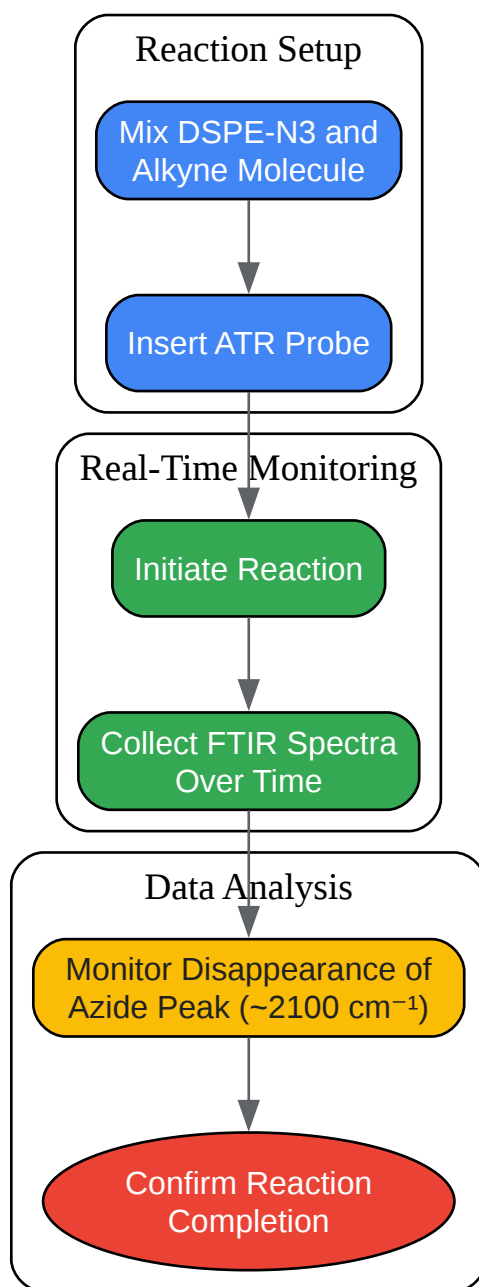 Reaction Setup
Mix DSPE-N3 and
Alkyne Molecule
Insert ATR Probe
Real-Time Monitoring
Initiate Reaction
Collect FTIR Spectra
Over Time
Data Analysis
Monitor Disappearance of
Azide Peak (~2100 cm⁻¹)
Confirm Reaction
Completion